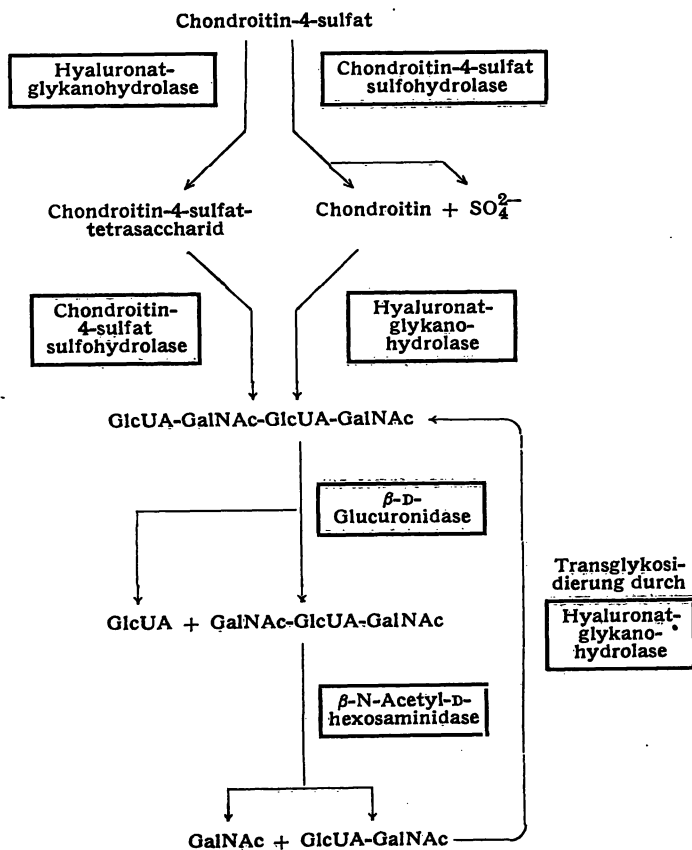 Chondroitin-4-sulfat
Hyaluronat-
glykanohydrolase
Chondroitin-4-sulfat
sulfohydrolase
Chondroitin-4-sulfat-
tetrasaccharid
Chondroitin + SO₄²⁻
Chondroitin-
4-sulfat
sulfohydrolase
Hyaluronat-
glykano-
hydrolase
GlcUA-GalNAc-GlcUA-GalNAc
β-D-
Glucuronidase
Transglykosi-
dierung durch
Hyaluronat-
glykano-
hydrolase
GlcUA + GalNAc-GlcUA-GalNAc
β-N-Acetyl-D-
hexosaminidase
GalNAc + GlcUA-GalNAc